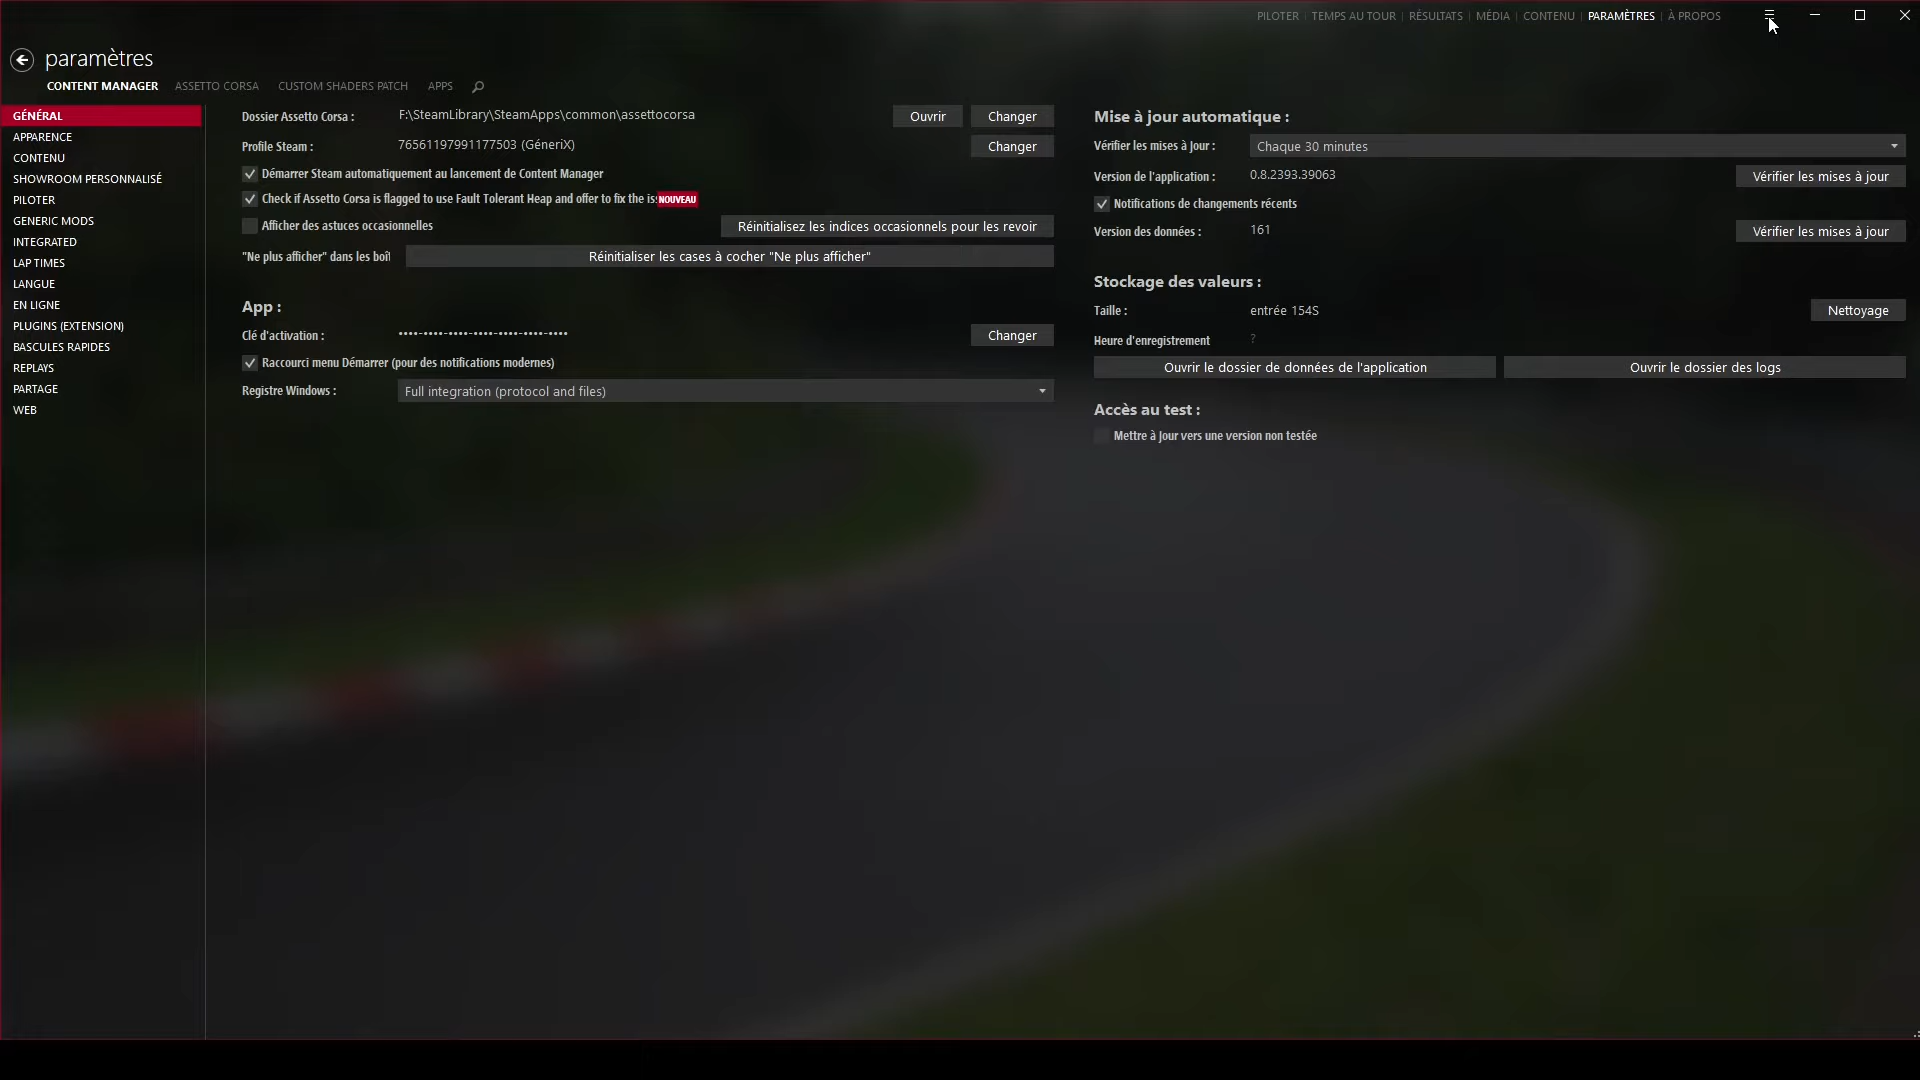 PILOTER | TEMPS AU TOUR | RÉSULTATS | MÉDIA | CONTENU | PARAMÈTRES | À PROPOS
paramètres
CONTENT MANAGER ASSETTO CORSA CUSTOM SHADERS PATCH APPS
GÉNÉRAL
APPARENCE
CONTENU
SHOWROOM PERSONNALISÉ
PILOTER
GENERIC MODS
INTEGRATED
LAP TIMES
LANGUE
EN LIGNE
PLUGINS (EXTENSION)
BASCULES RAPIDES
REPLAYS
PARTAGE
WEB
Dossier Assetto Corsa : F:\SteamLibrary\SteamApps\common\assettocorsa Ouvrir Changer
Profile Steam : 76561197991177503 (GéneriX) Changer
Démarrer Steam automatiquement au lancement de Content Manager
Check if Assetto Corsa is flagged to use Fault Tolerant Heap and offer to fix the is NOUVEAU
Afficher des astuces occasionnelles Réinitialisez les indices occasionnels pour les revoir
"Ne plus afficher" dans les boît Réinitialiser les cases à cocher "Ne plus afficher"
App :
Clé d'activation : ••••-••••-••••-••••-••••-••••-•••• Changer
Raccourci menu Démarrer (pour des notifications modernes)
Registre Windows : Full integration (protocol and files)
Mise à jour automatique :
Vérifier les mises à jour : Chaque 30 minutes
Version de l'application : 0.8.2393.39063 Vérifier les mises à jour
Notifications de changements récents
Version des données : 161 Vérifier les mises à jour
Stockage des valeurs :
Taille : entrée 154S Nettoyage
Heure d'enregistrement ?
Ouvrir le dossier de données de l'application Ouvrir le dossier des logs
Accès au test :
Mettre à jour vers une version non testée